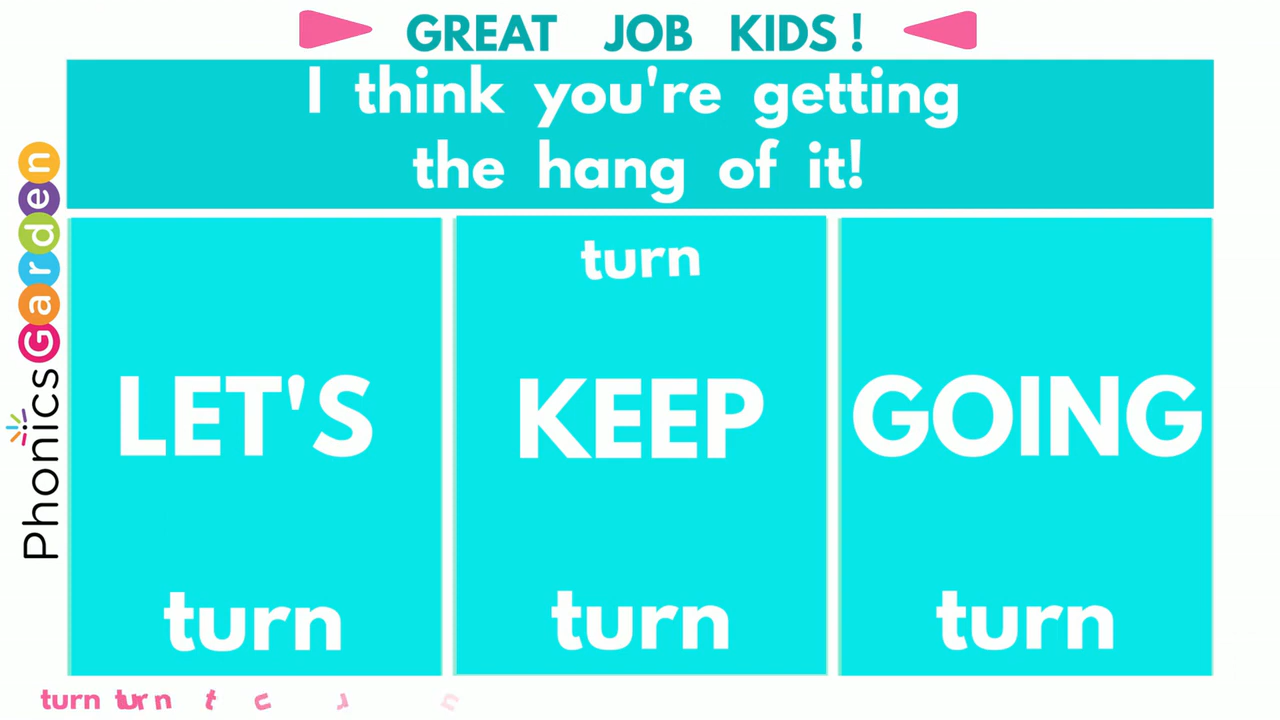 GREAT JOB KIDS !
I think you're getting
the hang of it!
turn
LET'S KEEP GOING
turn turn turn
turn turn t u r n
PhonicsGarden